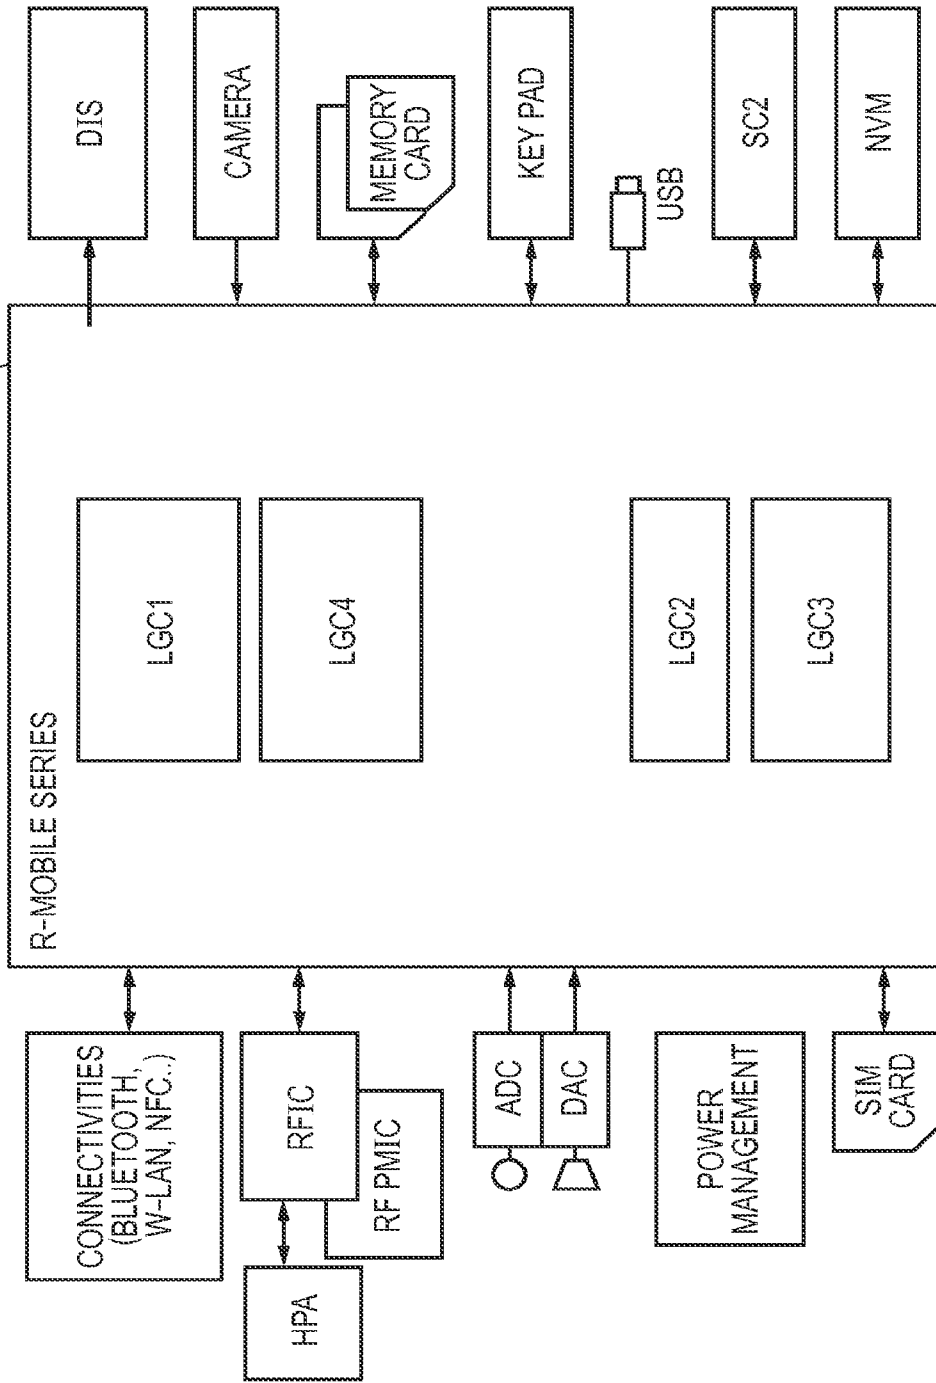 R-MOBILE SERIES
CONNECTIVITIES
(BLUETOOTH,
W-LAN, NFC..)
HPA
RFIC
RF PMIC
ADC
DAC
POWER
MANAGEMENT
SIM
CARD
LGC1
LGC4
LGC2
LGC3
DIS
CAMERA
MEMORY
CARD
KEY PAD
USB
SC2
NVM